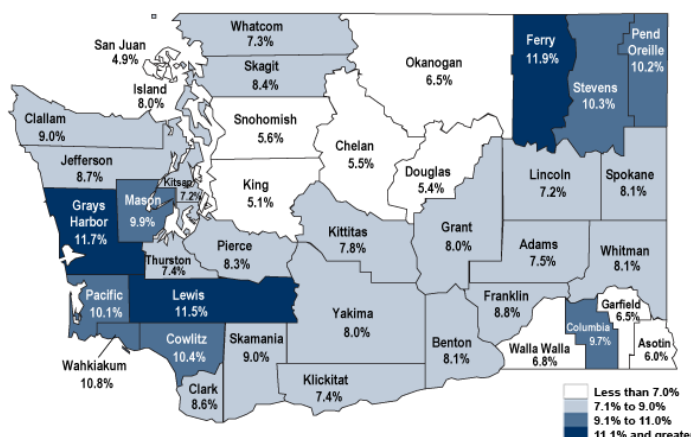 San Juan
4.9%
Whatcom
7.3%
Skagit
8.4%
Island
8.0%
Okanogan
6.5%
Ferry
11.9%
Stevens
10.3%
Pend
Oreille
10.2%
Clallam
9.0%
Snohomish
5.6%
Chelan
5.5%
Douglas
5.4%
Jefferson
8.7%
Kitsap
7.2%
King
5.1%
Lincoln
7.2%
Spokane
8.1%
Grays
Harbor
11.7%
Mason
9.9%
Kittitas
7.8%
Grant
8.0%
Thurston
7.4%
Pierce
8.3%
Adams
7.5%
Whitman
8.1%
Pacific
10.1%
Lewis
11.5%
Yakima
8.0%
Franklin
8.8%
Garfield
6.5%
Wahkiakum
10.8%
Cowlitz
10.4%
Skamania
9.0%
Benton
8.1%
Walla Walla
6.8%
Columbia
9.7%
Asotin
6.0%
Clark
8.6%
Klickitat
7.4%
Less than 7.0%
7.1% to 9.0%
9.1% to 11.0%
11.1% and greater